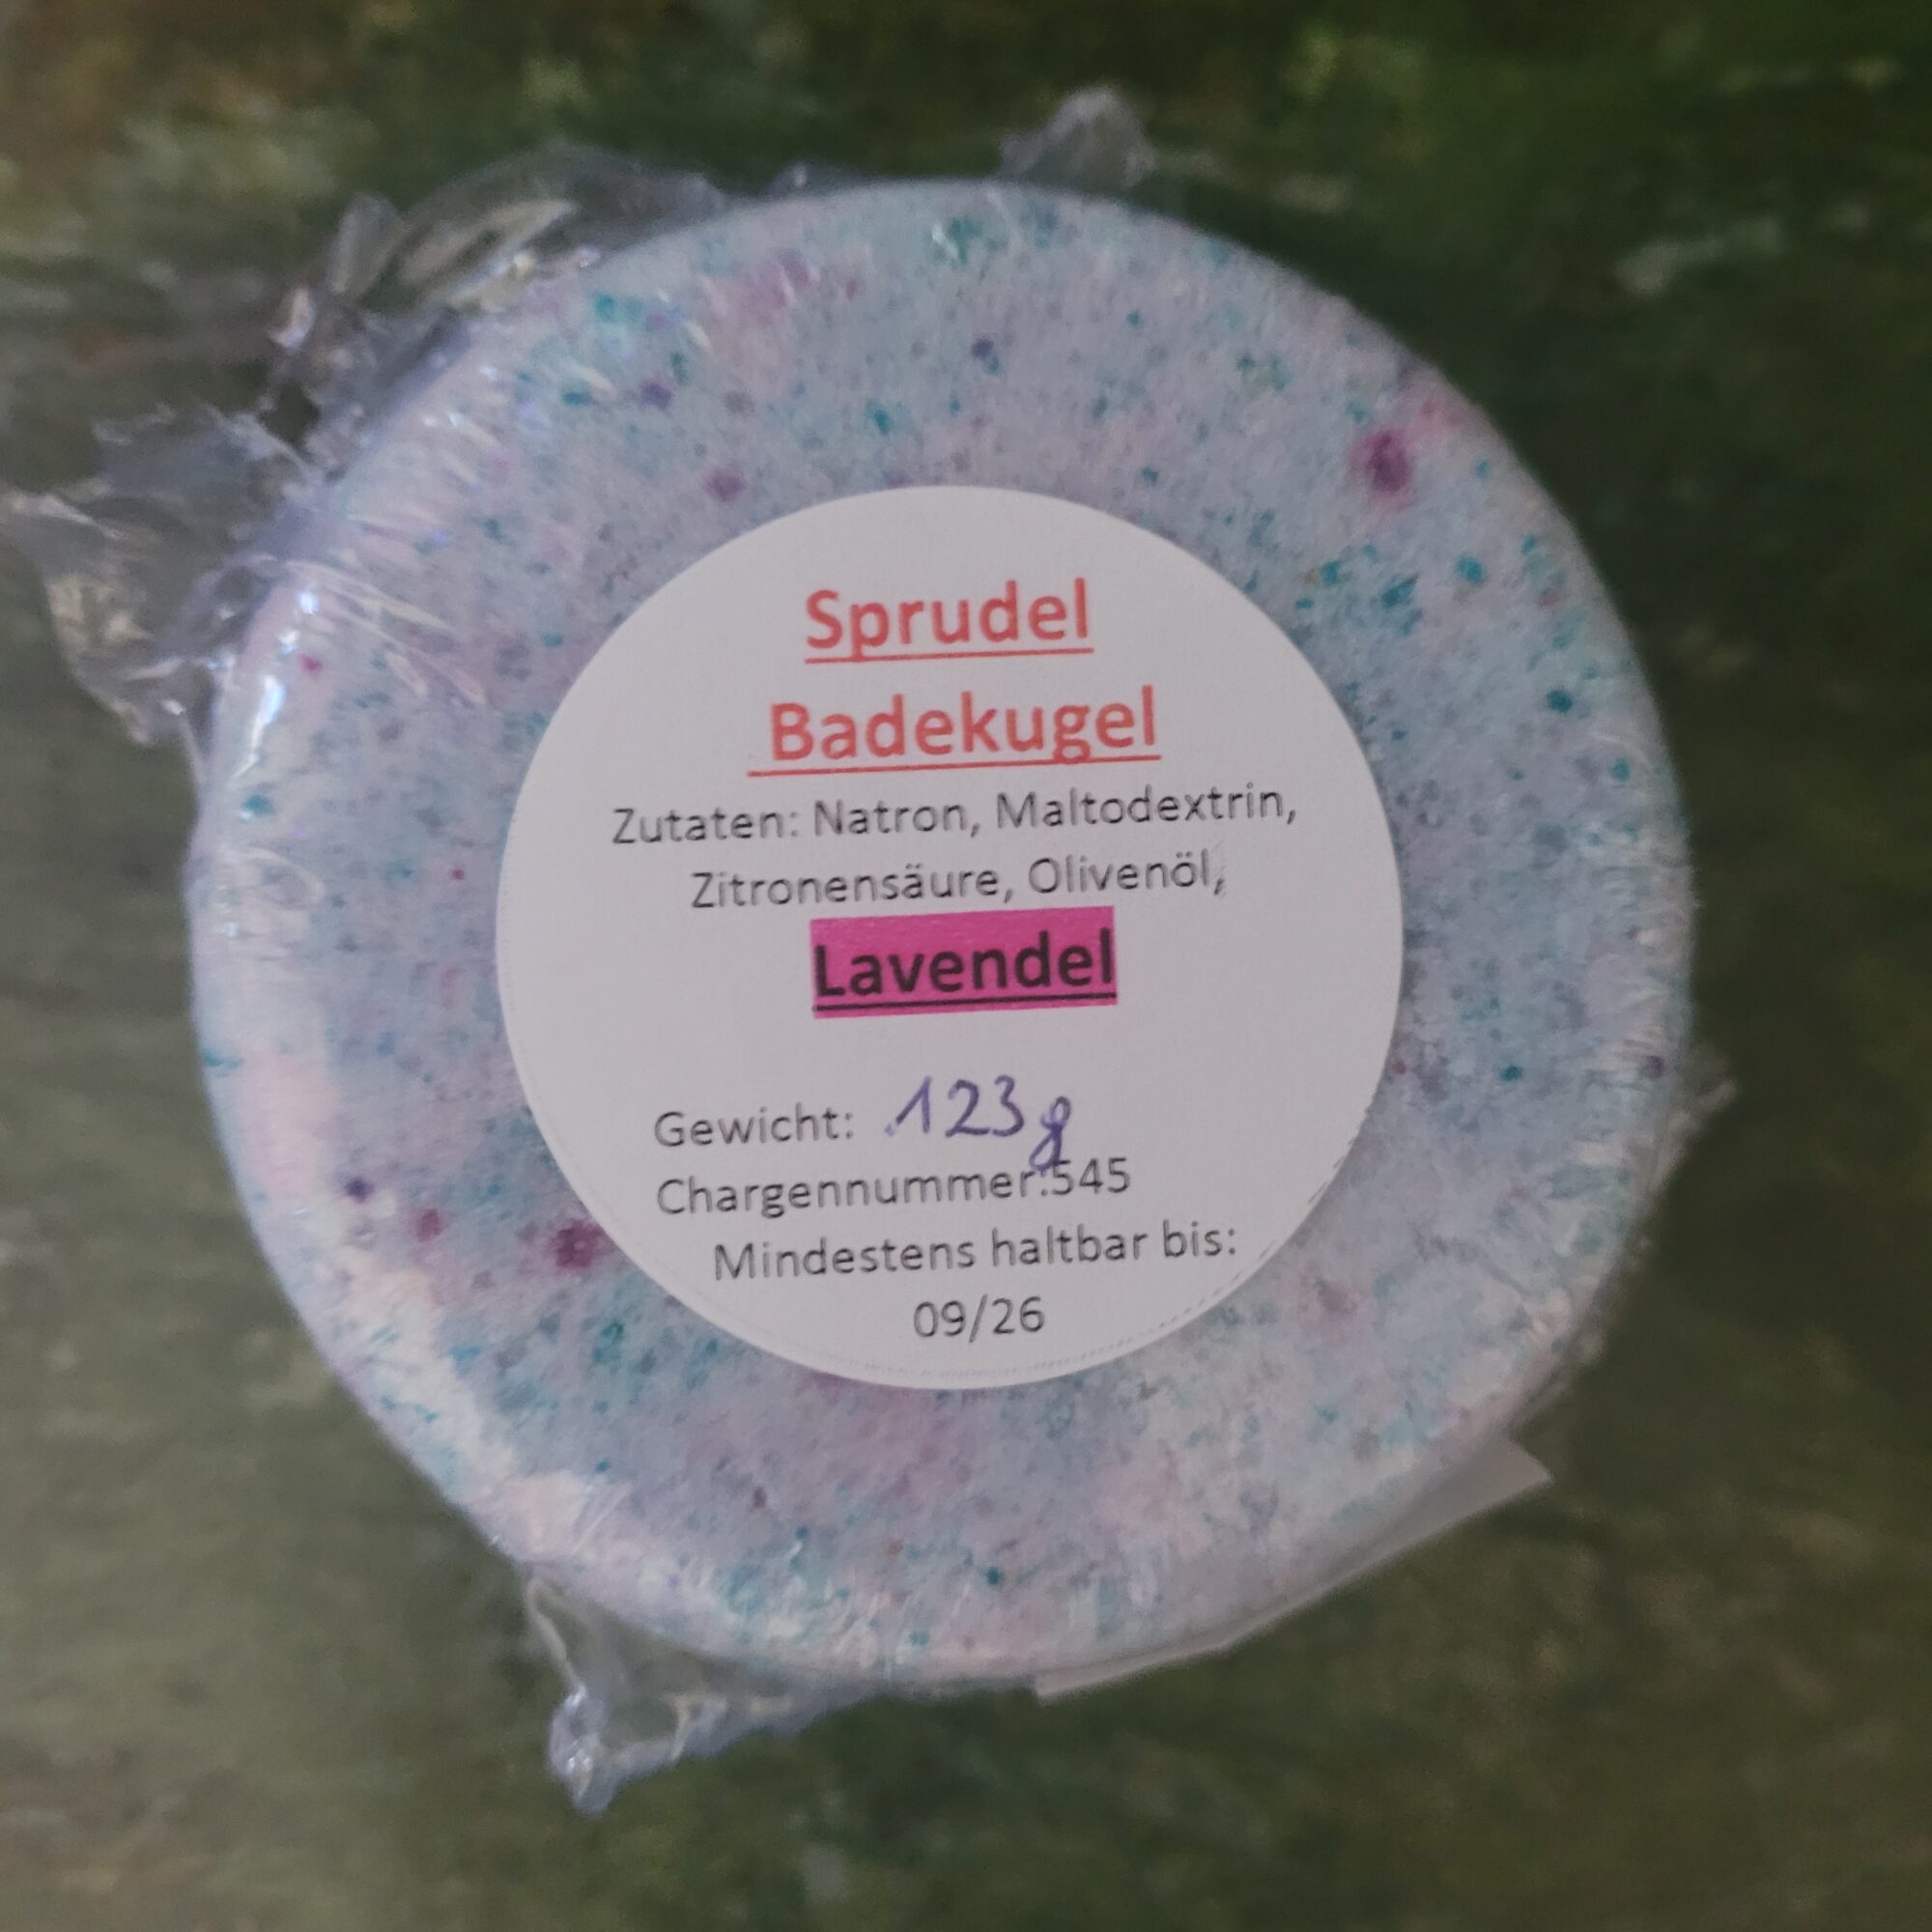 Sprudel
Badekugel
Zutaten: Natron, Maltodextrin,
Zitronensäure, Olivenöl,
Lavendel
Gewicht: 123g
Chargennummer:545
Mindestens haltbar bis:
09/26